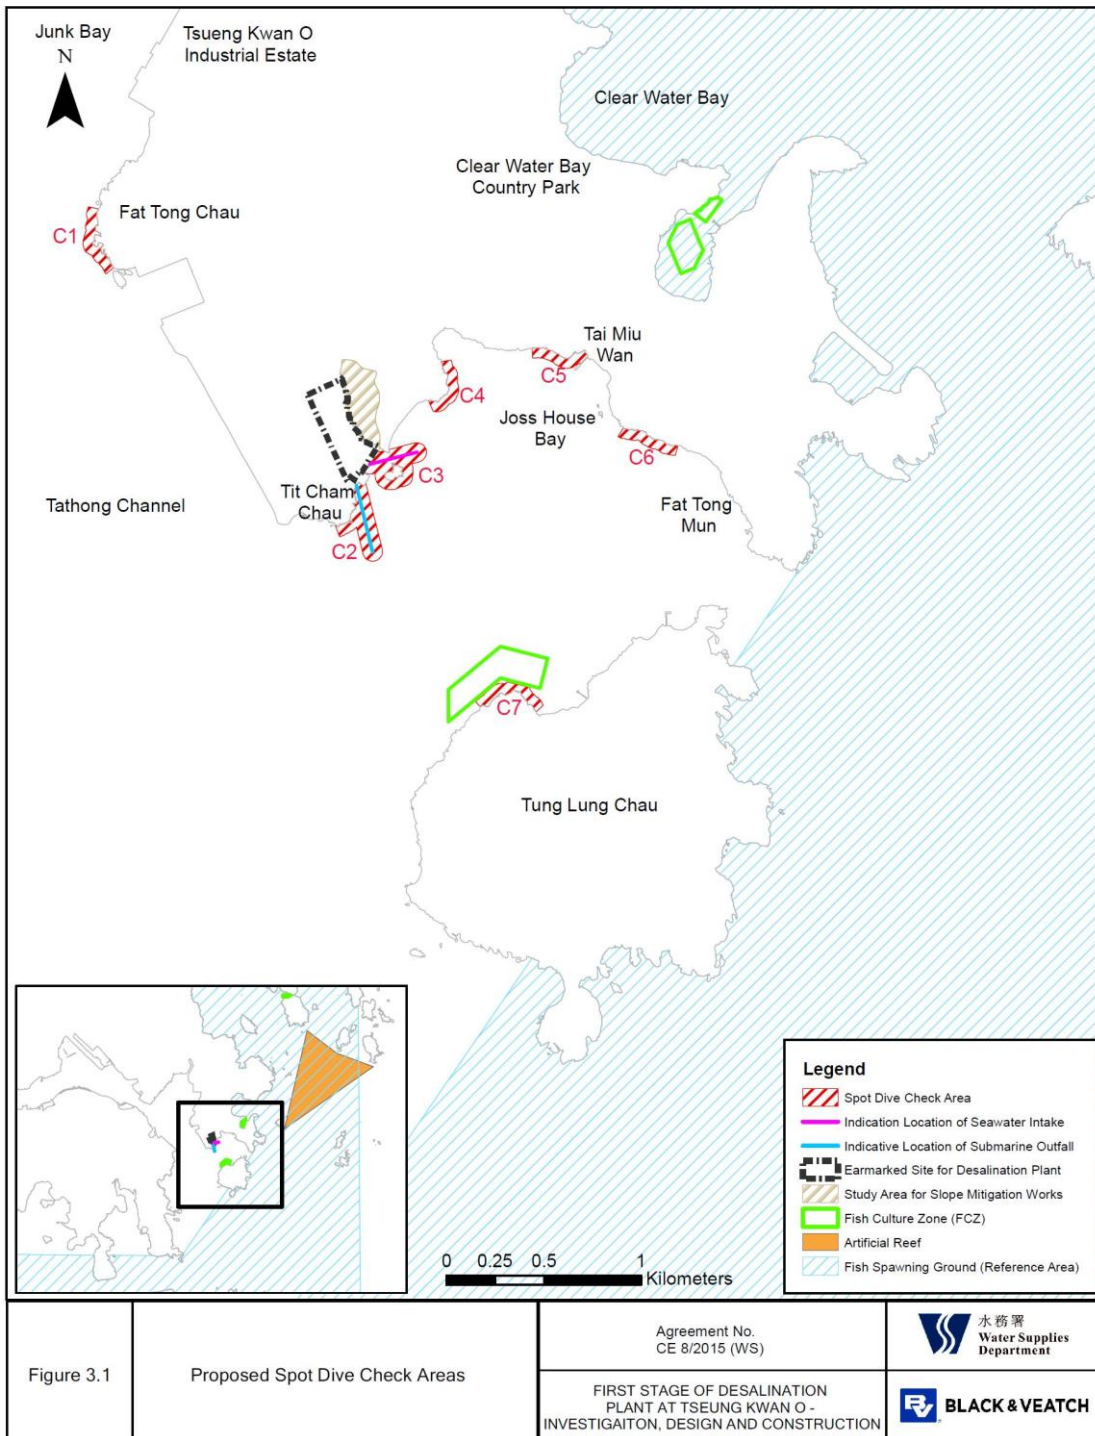 Junk Bay
N
Tsueng Kwan O
Industrial Estate
Clear Water Bay
Clear Water Bay
Country Park
Fat Tong Chau
C1
Tai Miu
Wan
C5
C4
Joss House
Bay
C6
C3
Tit Cham
Chau
C2
Tathong Channel
Fat Tong
Mun
C7
Tung Lung Chau
0 0.25 0.5 1
Kilometers
Legend
Spot Dive Check Area
Indication Location of Seawater Intake
Indicative Location of Submarine Outfall
Earmarked Site for Desalination Plant
Study Area for Slope Mitigation Works
Fish Culture Zone (FCZ)
Artificial Reef
Fish Spawning Ground (Reference Area)
Figure 3.1
Proposed Spot Dive Check Areas
Agreement No.
CE 8/2015 (WS)
FIRST STAGE OF DESALINATION
PLANT AT TSEUNG KWAN O -
INVESTIGAITON, DESIGN AND CONSTRUCTION
水務署
Water Supplies
Department
BV BLACK & VEATCH